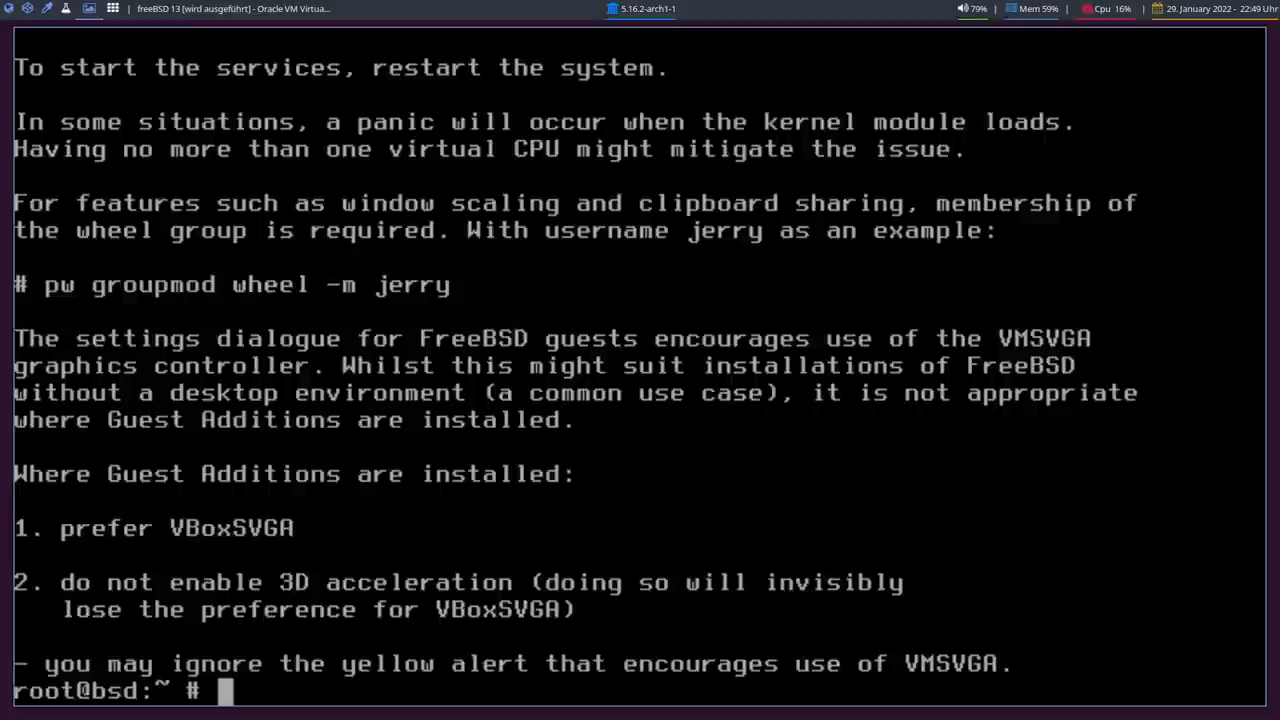 freeBSD 13 [wird ausgeführt] - Oracle VM Virtua...
5.16.2-arch1-1
79%
Mem 59%
Cpu 16%
29. January 2022 - 22:49 Uhr
To start the services, restart the system.
In some situations, a panic will occur when the kernel module loads.
Having no more than one virtual CPU might mitigate the issue.
For features such as window scaling and clipboard sharing, membership of
the wheel group is required. With username jerry as an example:
# pw groupmod wheel -m jerry
The settings dialogue for FreeBSD guests encourages use of the VMSVGA
graphics controller. Whilst this might suit installations of FreeBSD
without a desktop environment (a common use case), it is not appropriate
where Guest Additions are installed.
Where Guest Additions are installed:
1. prefer VBoxSVGA
2. do not enable 3D acceleration (doing so will invisibly
lose the preference for VBoxSVGA)
- you may ignore the yellow alert that encourages use of VMSVGA.
root@bsd:~ #